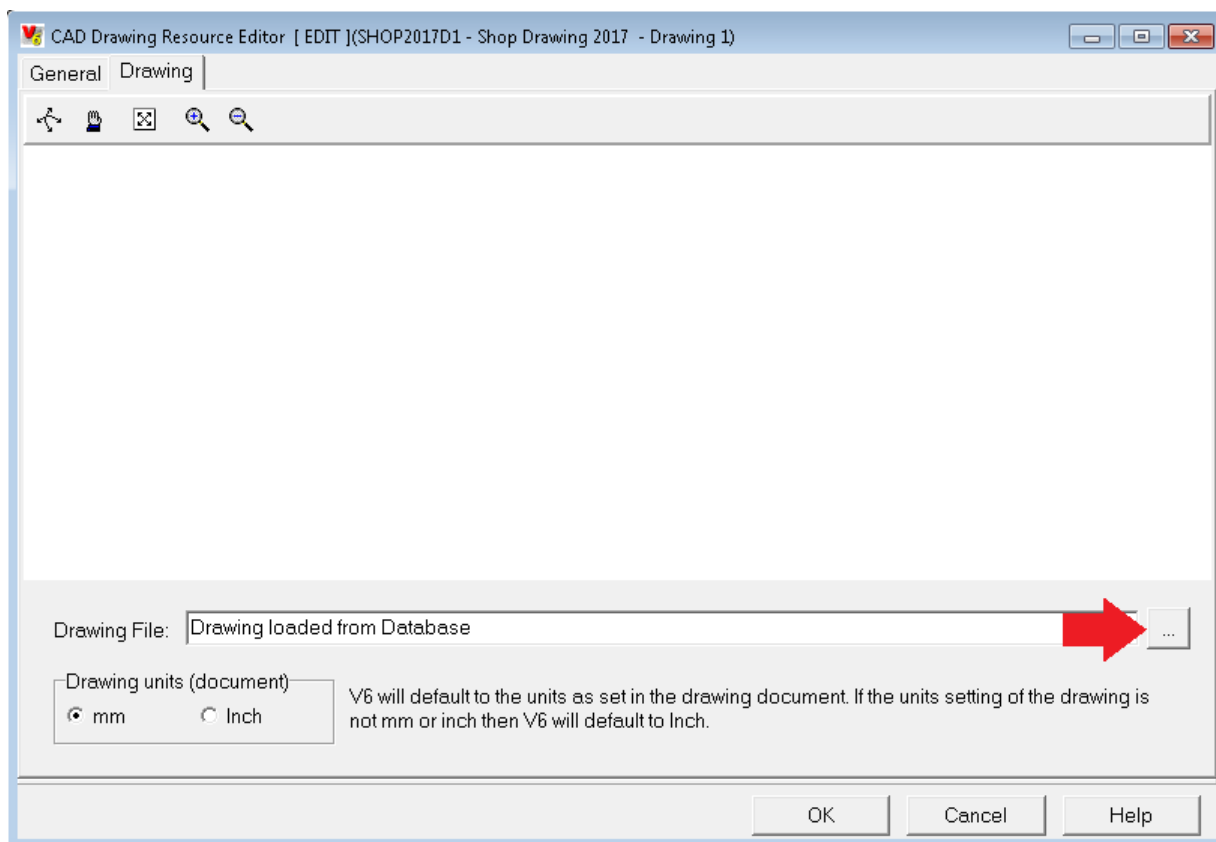 CAD Drawing Resource Editor [ EDIT ](SHOP2017D1 - Shop Drawing 2017 - Drawing 1)
General Drawing
Drawing File: Drawing loaded from Database ...
Drawing units (document)
mm Inch
V6 will default to the units as set in the drawing document. If the units setting of the drawing is
not mm or inch then V6 will default to Inch.
OK Cancel Help